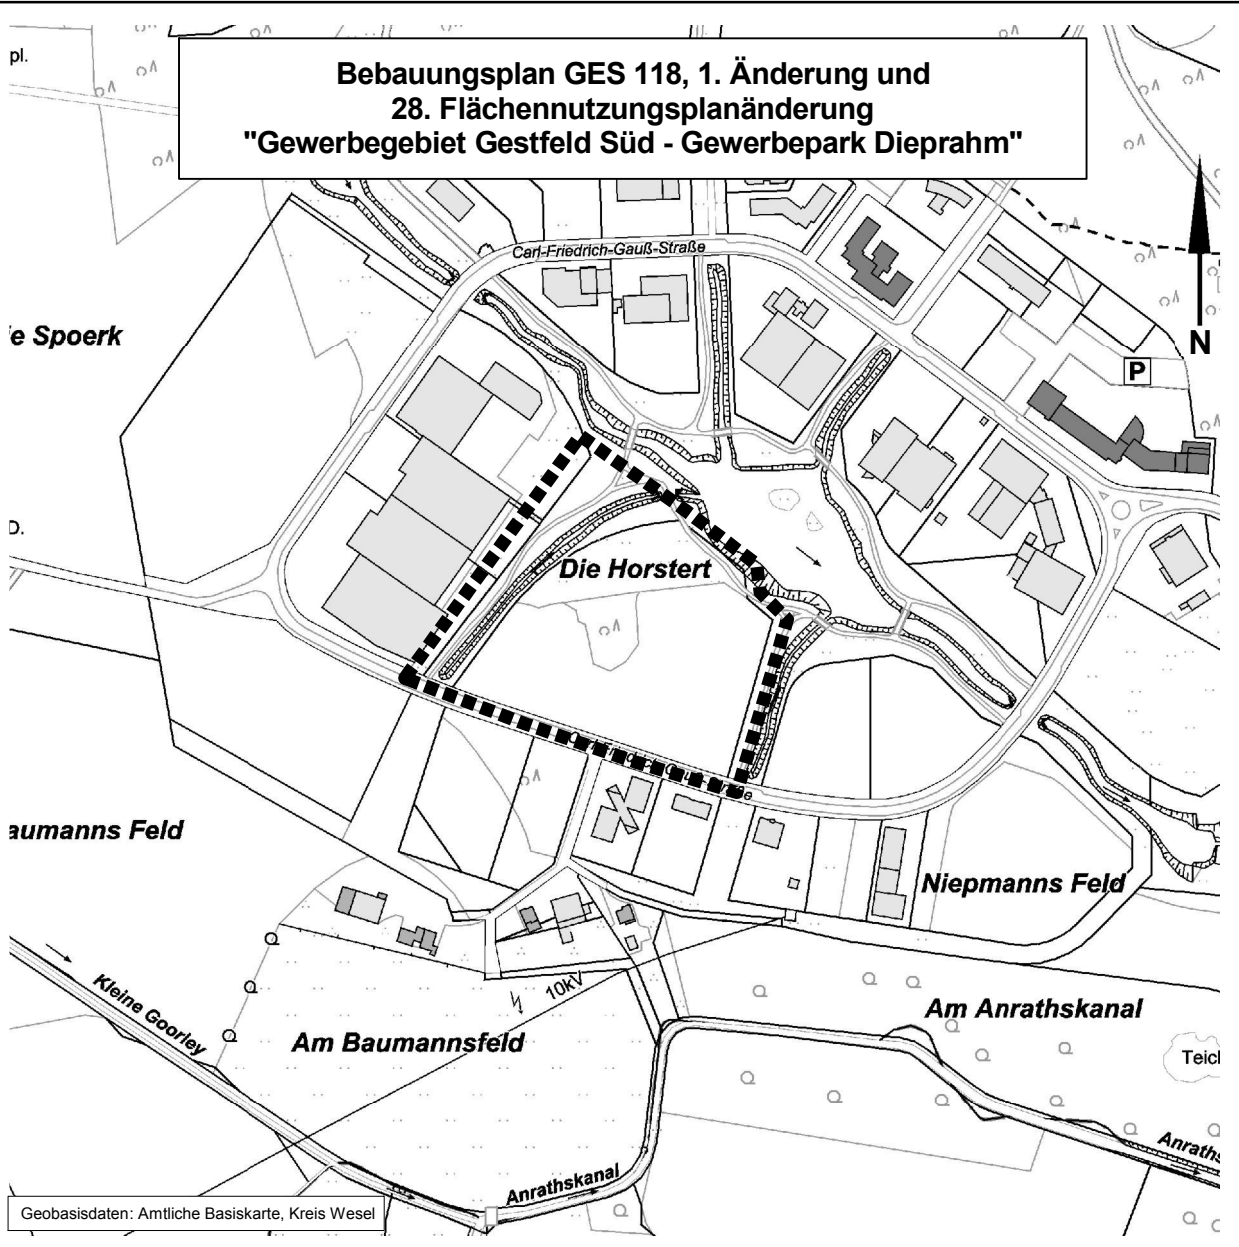 pl.
Bebauungsplan GES 118, 1. Änderung und
28. Flächennutzungsplanänderung
"Gewerbegebiet Gestfeld Süd - Gewerbepark Dieprahm"
Carl-Friedrich-Gauß-Straße
N
e Spoerk
P
D.
Die Horstert
aumanns Feld
Niepmanns Feld
10kV
Kleine Goorley
Am Anrathskanal
Am Baumannsfeld
Teic
Anraths
Anrathskanal
Geobasisdaten: Amtliche Basiskarte, Kreis Wesel